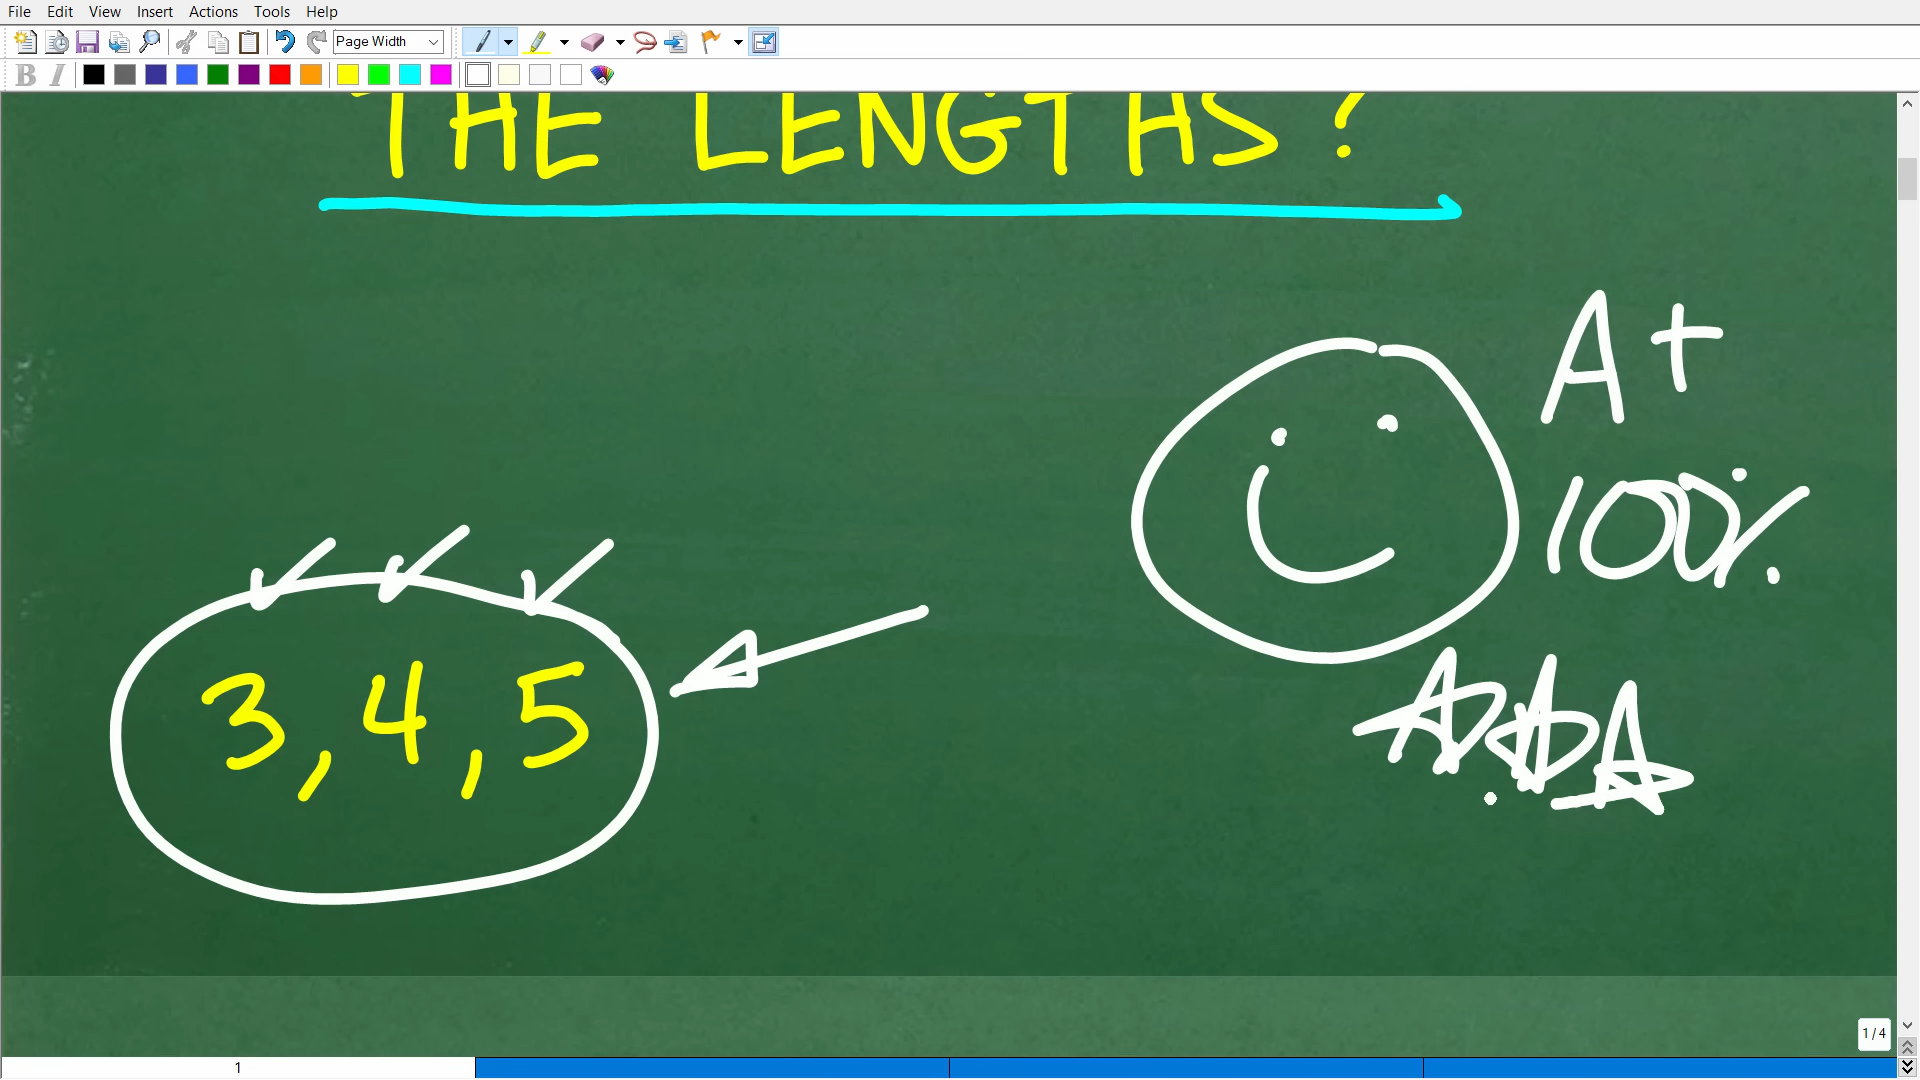 File Edit View Insert Actions Tools Help
Page Width
B I
THE LENGTHS?
A+
100%
3, 4, 5
1 / 4
1